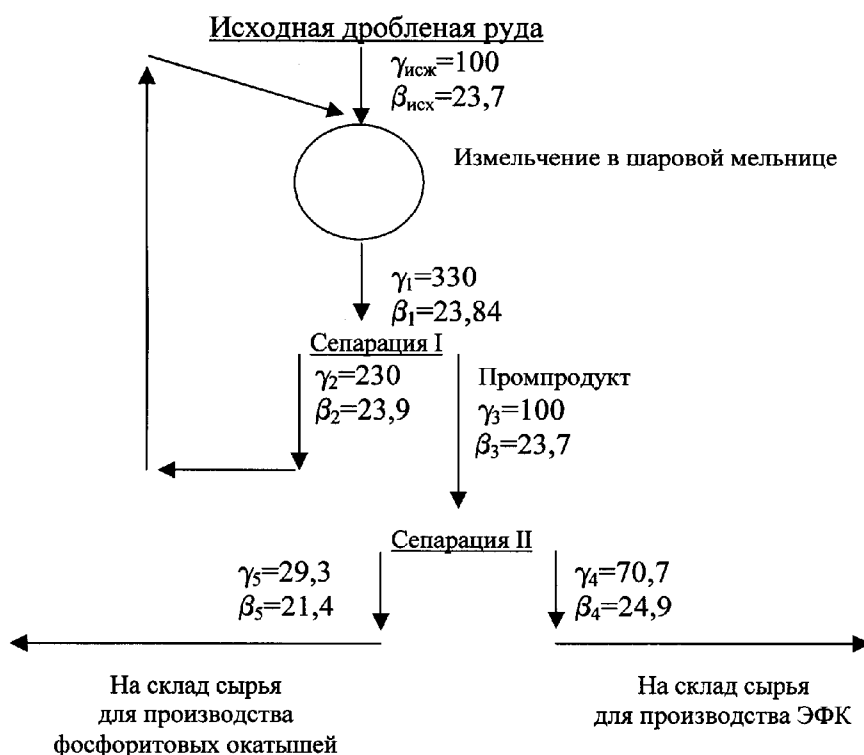 Исходная дробленая руда
γисж=100
βисх=23,7
Измельчение в шаровой мельнице
γ1=330
β1=23,84
Сепарация I
γ2=230
β2=23,9
Промпродукт
γ3=100
β3=23,7
Сепарация II
γ5=29,3
β5=21,4
γ4=70,7
β4=24,9
На склад сырья
для производства
фосфоритовых окатышей
На склад сырья
для производства ЭФК